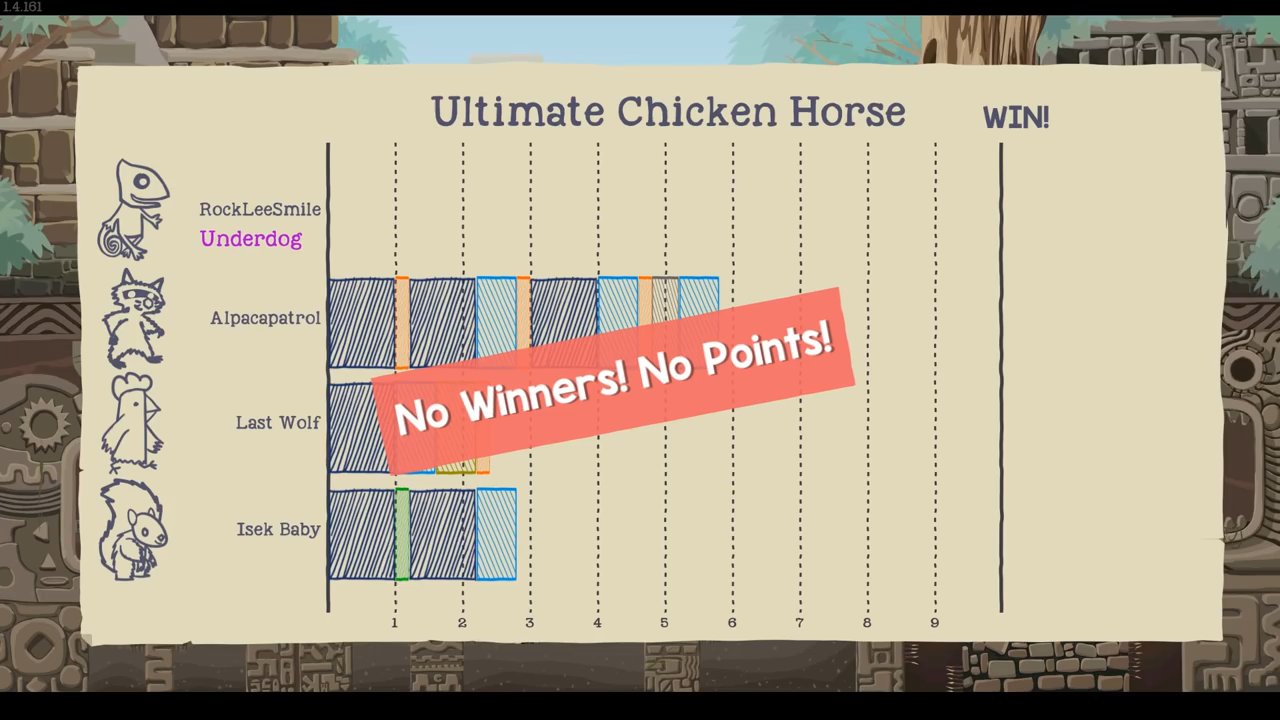 1.4.161
Ultimate Chicken Horse
WIN!
RockLeeSmile
Underdog
Alpacapatrol
No Winners! No Points!
Last Wolf
Isek Baby
1 2 3 4 5 6 7 8 9